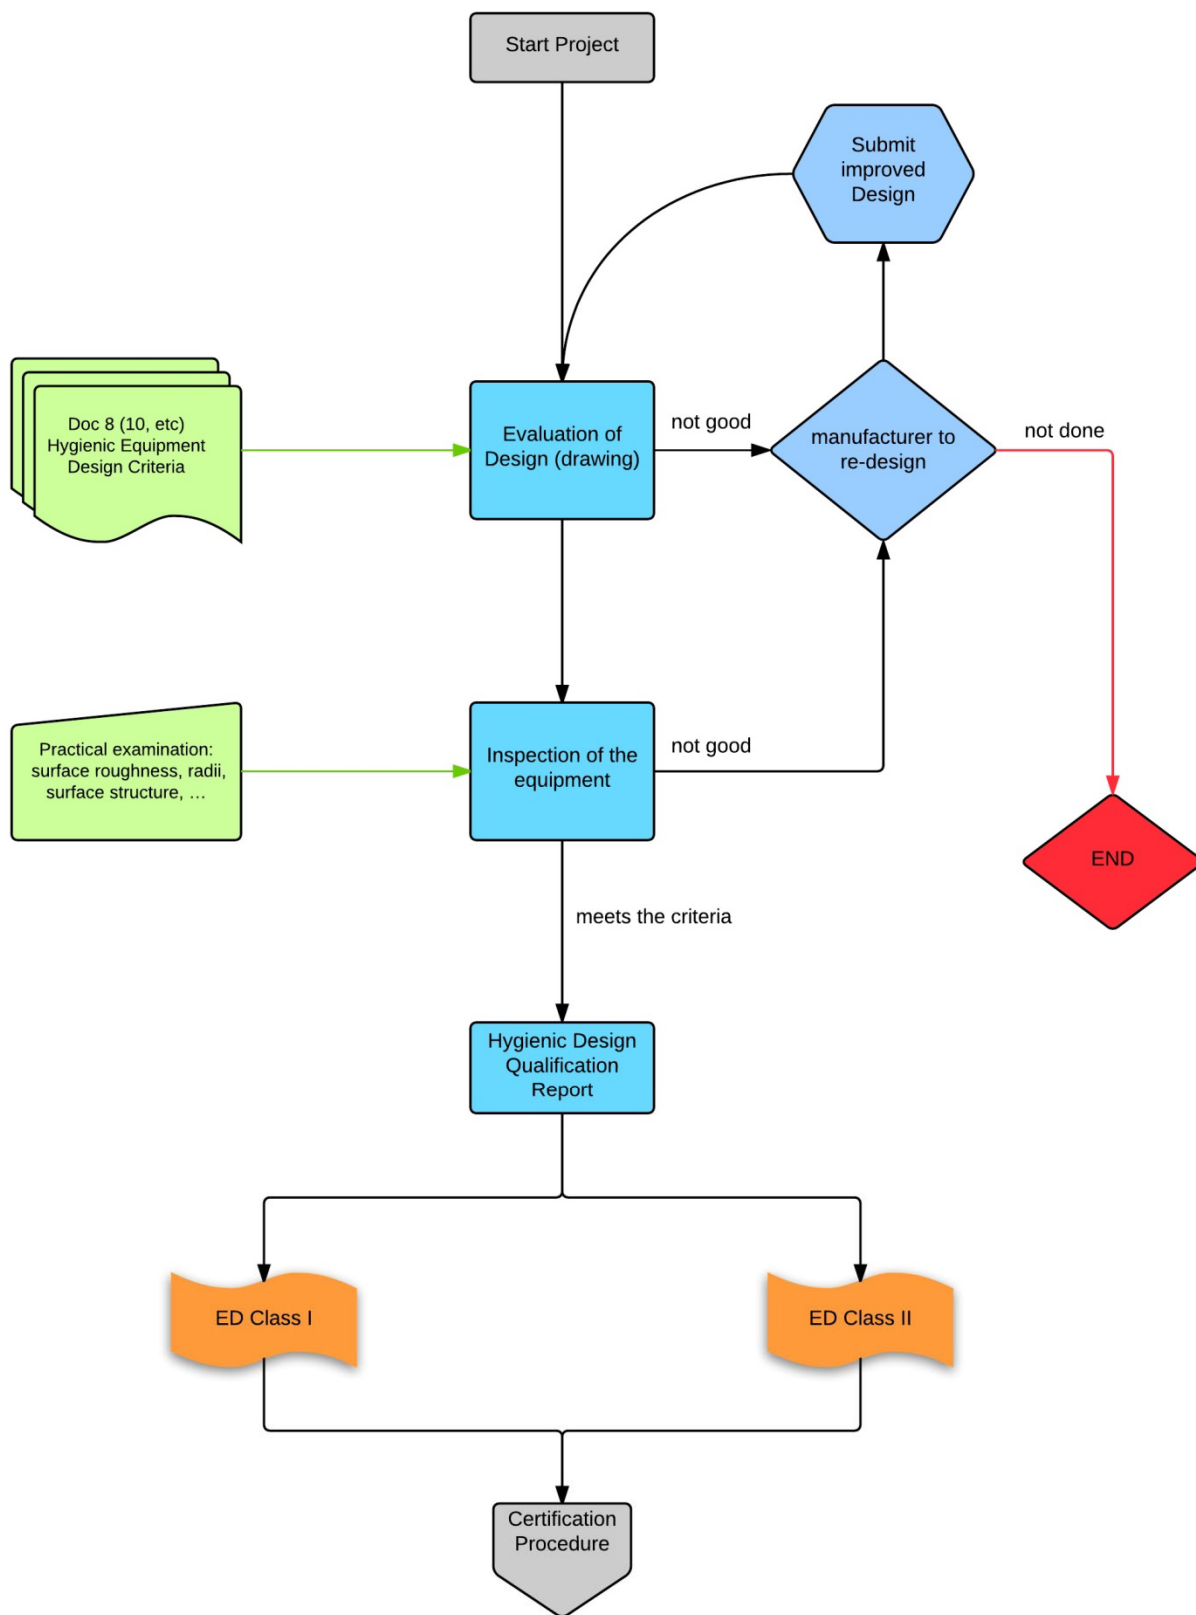 Start Project
Submit
improved
Design
Doc 8 (10, etc)
Hygienic Equipment
Design Criteria
Evaluation of
Design (drawing)
not good
manufacturer to
re-design
not done
Practical examination:
surface roughness, radii,
surface structure, …
Inspection of the
equipment
not good
END
meets the criteria
Hygienic Design
Qualification
Report
ED Class I
ED Class II
Certification
Procedure